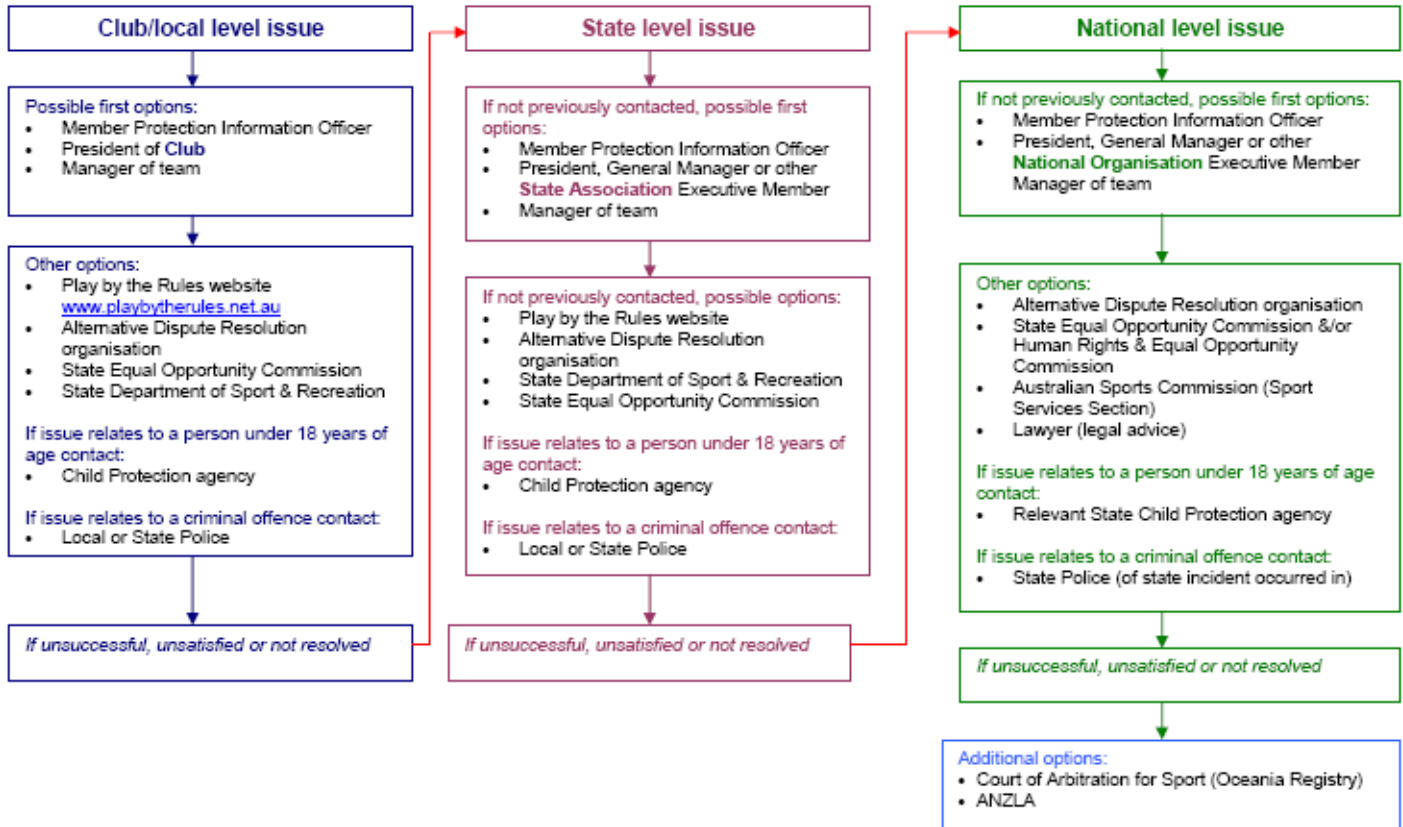 Club/local level issue
Possible first options:
• Member Protection Information Officer
• President of Club
• Manager of team
Other options:
• Play by the Rules website
www.playbytherules.net.au
• Alternative Dispute Resolution
organisation
• State Equal Opportunity Commission
• State Department of Sport & Recreation
If issue relates to a person under 18 years of
age contact:
• Child Protection agency
If issue relates to a criminal offence contact:
• Local or State Police
If unsuccessful, unsatisfied or not resolved
State level issue
If not previously contacted, possible first
options:
• Member Protection Information Officer
• President, General Manager or other
State Association Executive Member
• Manager of team
If not previously contacted, possible options:
• Play by the Rules website
• Alternative Dispute Resolution
organisation
• State Department of Sport & Recreation
• State Equal Opportunity Commission
If issue relates to a person under 18 years of
age contact:
• Child Protection agency
If issue relates to a criminal offence contact:
• Local or State Police
If unsuccessful, unsatisfied or not resolved
National level issue
If not previously contacted, possible first options:
• Member Protection Information Officer
• President, General Manager or other
National Organisation Executive Member
Manager of team
Other options:
• Alternative Dispute Resolution organisation
• State Equal Opportunity Commission &/or
Human Rights & Equal Opportunity
Commission
• Australian Sports Commission (Sport
Services Section)
• Lawyer (legal advice)
If issue relates to a person under 18 years of age
contact:
• Relevant State Child Protection agency
If issue relates to a criminal offence contact:
• State Police (of state incident occurred in)
If unsuccessful, unsatisfied or not resolved
Additional options:
• Court of Arbitration for Sport (Oceania Registry)
• ANZLA